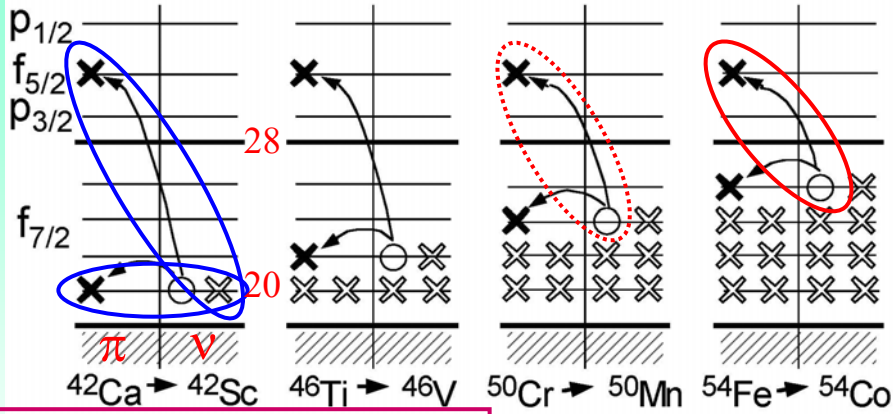 p1/2
f5/2
p3/2
28
f7/2
20
π ν
42Ca → 42Sc 46Ti → 46V 50Cr → 50Mn 54Fe → 54Co